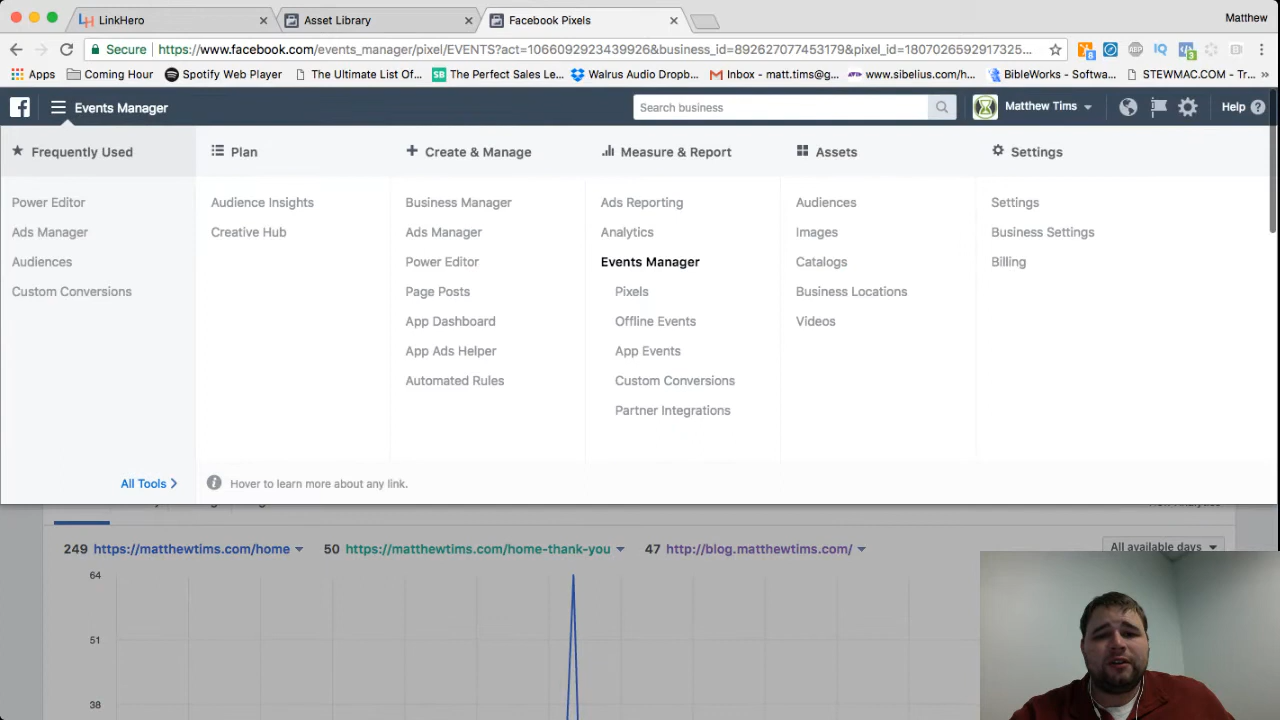 LinkHero
Asset Library
Facebook Pixels
Matthew
Secure https://www.facebook.com/events_manager/pixel/EVENTS?act=1066092923439926&business_id=892627077453179&pixel_id=1807026592917325...
8
ABP
IQ
3
Apps
Coming Hour
Spotify Web Player
The Ultimate List Of...
SB The Perfect Sales Le...
Walrus Audio Dropb...
Inbox - matt.tims@g...
www.sibelius.com/h...
BibleWorks - Softwa...
STEWMAC.COM - Tr...
Events Manager
Search business
Matthew Tims
Help
Frequently Used
Plan
Create & Manage
Measure & Report
Assets
Settings
Power Editor
Audience Insights
Business Manager
Ads Reporting
Audiences
Settings
Ads Manager
Creative Hub
Ads Manager
Analytics
Images
Business Settings
Audiences
Power Editor
Events Manager
Catalogs
Billing
Custom Conversions
Page Posts
Pixels
Business Locations
App Dashboard
Offline Events
Videos
App Ads Helper
App Events
Automated Rules
Custom Conversions
Partner Integrations
All Tools
Hover to learn more about any link.
249 https://matthewtims.com/home
50 https://matthewtims.com/home-thank-you
47 http://blog.matthewtims.com/
All available days
64
51
38